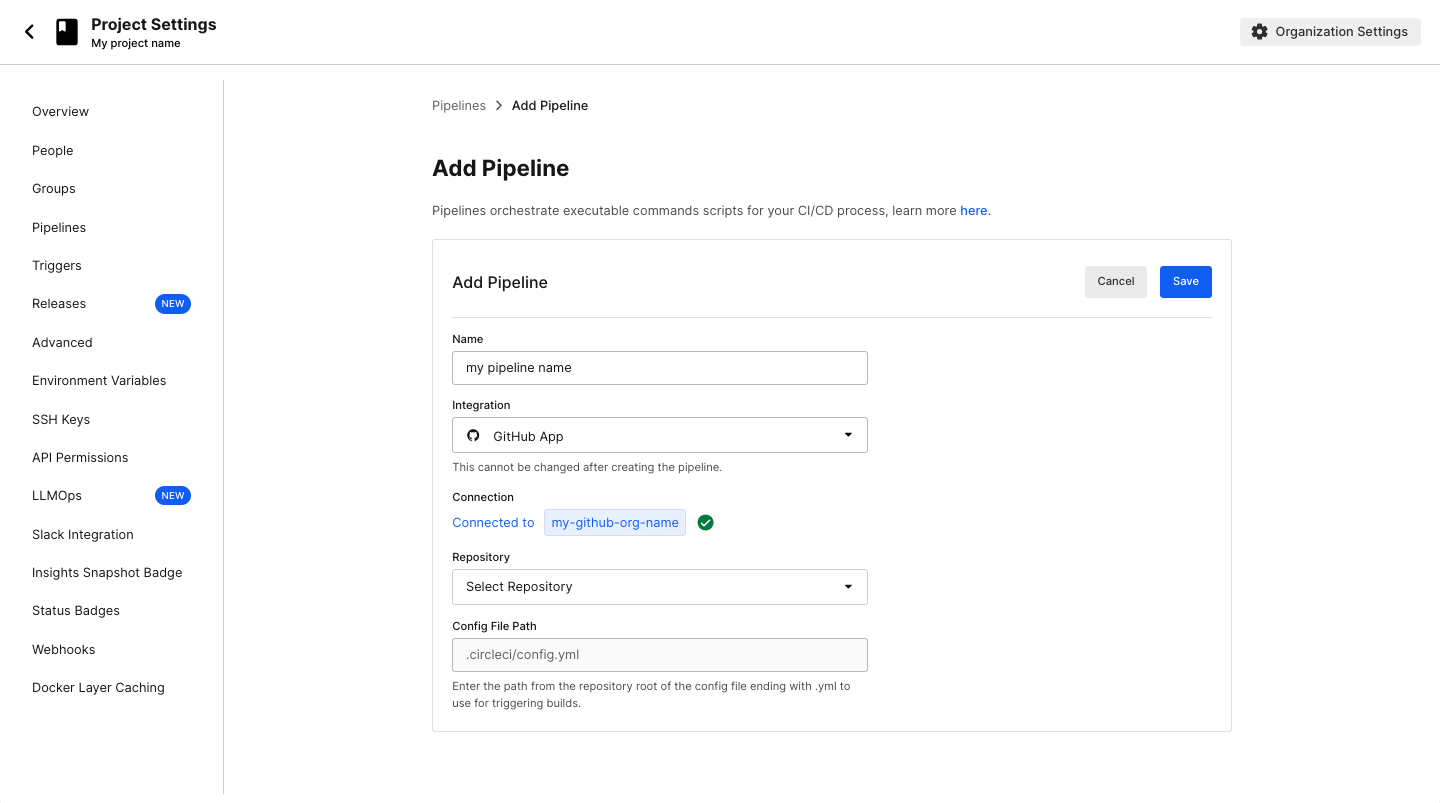 Project Settings
My project name
Organization Settings
Overview
People
Groups
Pipelines
Triggers
Releases NEW
Advanced
Environment Variables
SSH Keys
API Permissions
LLMOps NEW
Slack Integration
Insights Snapshot Badge
Status Badges
Webhooks
Docker Layer Caching
Pipelines > Add Pipeline
Add Pipeline
Pipelines orchestrate executable commands scripts for your CI/CD process, learn more here.
Add Pipeline
Cancel Save
Name
my pipeline name
Integration
GitHub App
This cannot be changed after creating the pipeline.
Connection
Connected to my-github-org-name
Repository
Select Repository
Config File Path
.circleci/config.yml
Enter the path from the repository root of the config file ending with .yml to
use for triggering builds.